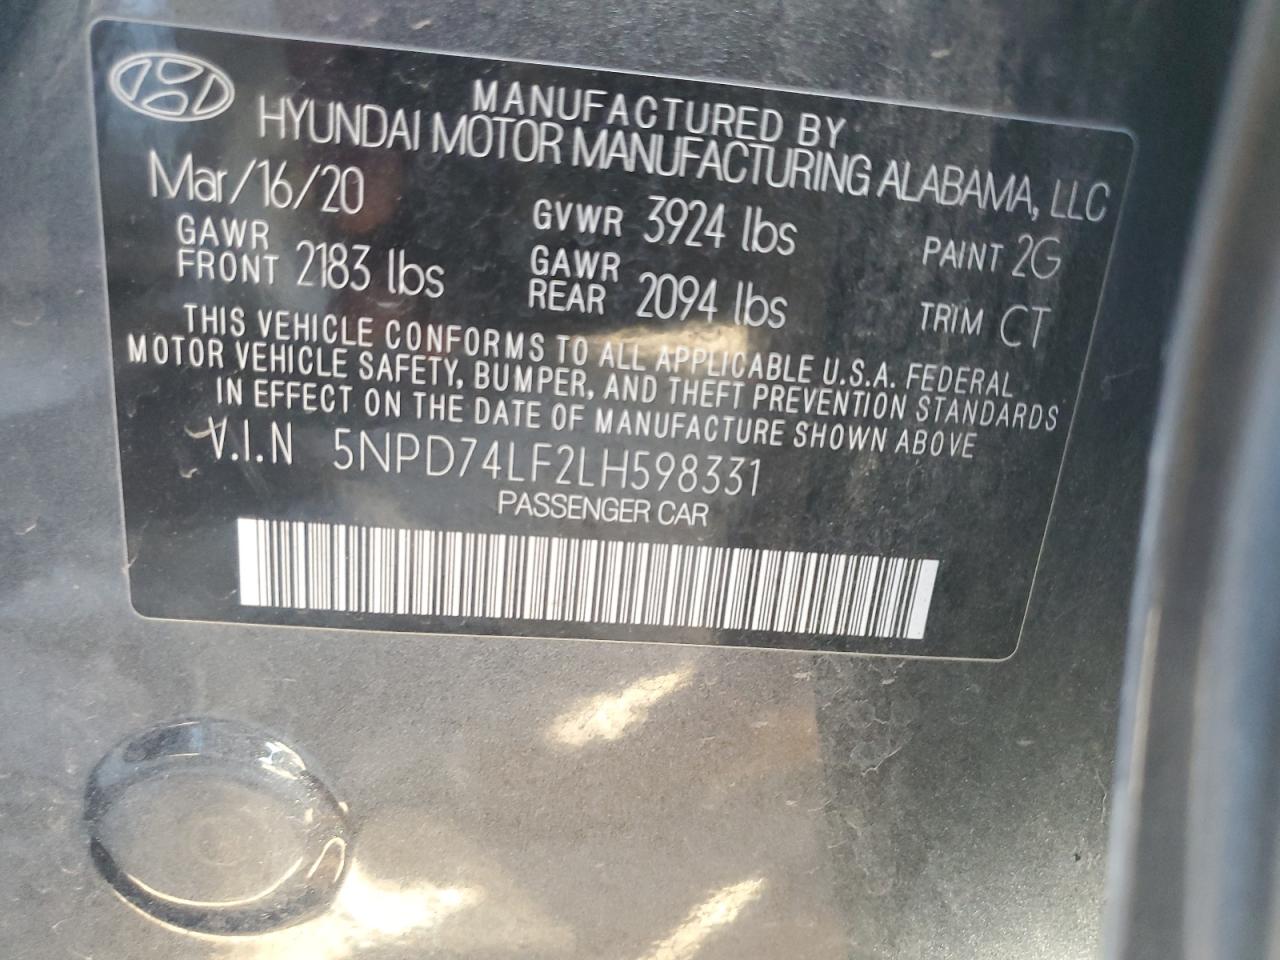 MANUFACTURED BY
HYUNDAI MOTOR MANUFACTURING ALABAMA, LLC
Mar/16/20 GVWR 3924 lbs PAINT 2G
GAWR FRONT 2183 lbs GAWR REAR 2094 lbs TRIM CT
THIS VEHICLE CONFORMS TO ALL APPLICABLE U.S.A. FEDERAL
MOTOR VEHICLE SAFETY, BUMPER, AND THEFT PREVENTION STANDARDS
IN EFFECT ON THE DATE OF MANUFACTURE SHOWN ABOVE
V.I.N 5NPD74LF2LH598331
PASSENGER CAR